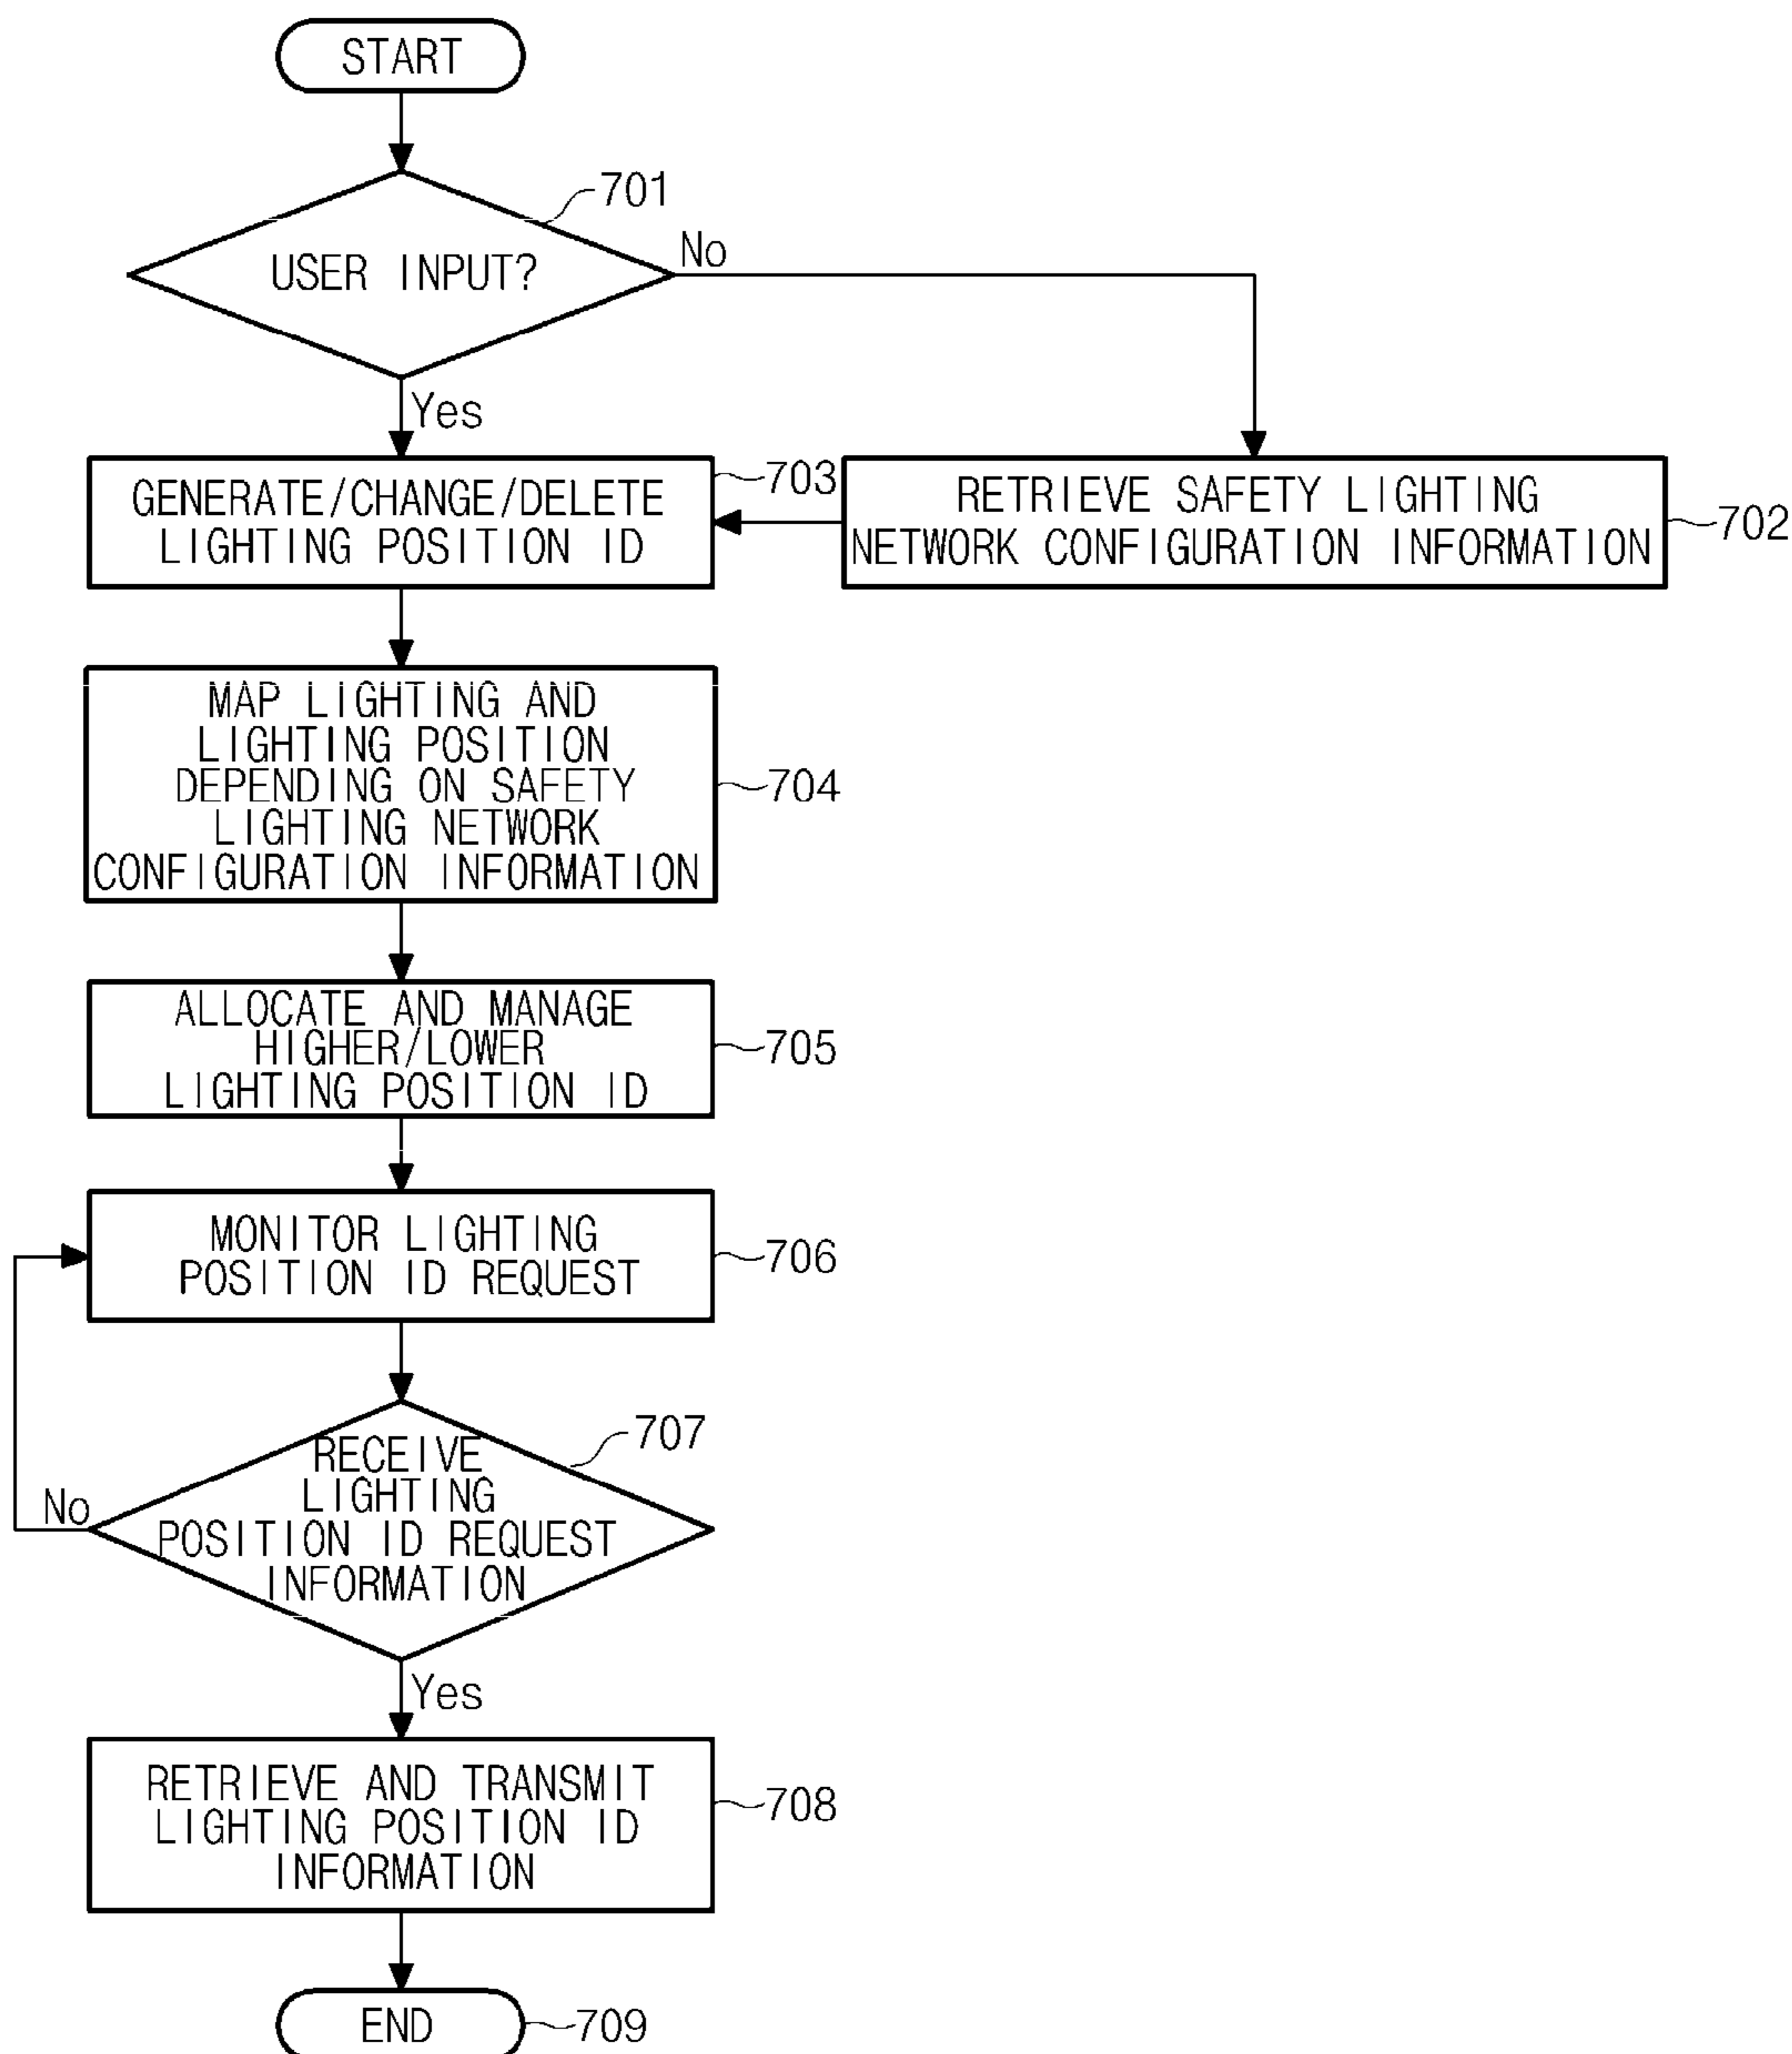 START
701
USER INPUT?
No
Yes
GENERATE/CHANGE/DELETE
LIGHTING POSITION ID
703
RETRIEVE SAFETY LIGHTING
NETWORK CONFIGURATION INFORMATION
702
MAP LIGHTING AND
LIGHTING POSITION
DEPENDING ON SAFETY
LIGHTING NETWORK
CONFIGURATION INFORMATION
704
ALLOCATE AND MANAGE
HIGHER/LOWER
LIGHTING POSITION ID
705
MONITOR LIGHTING
POSITION ID REQUEST
706
RECEIVE
LIGHTING
POSITION ID REQUEST
INFORMATION
707
No
Yes
RETRIEVE AND TRANSMIT
LIGHTING POSITION ID
INFORMATION
708
END
709